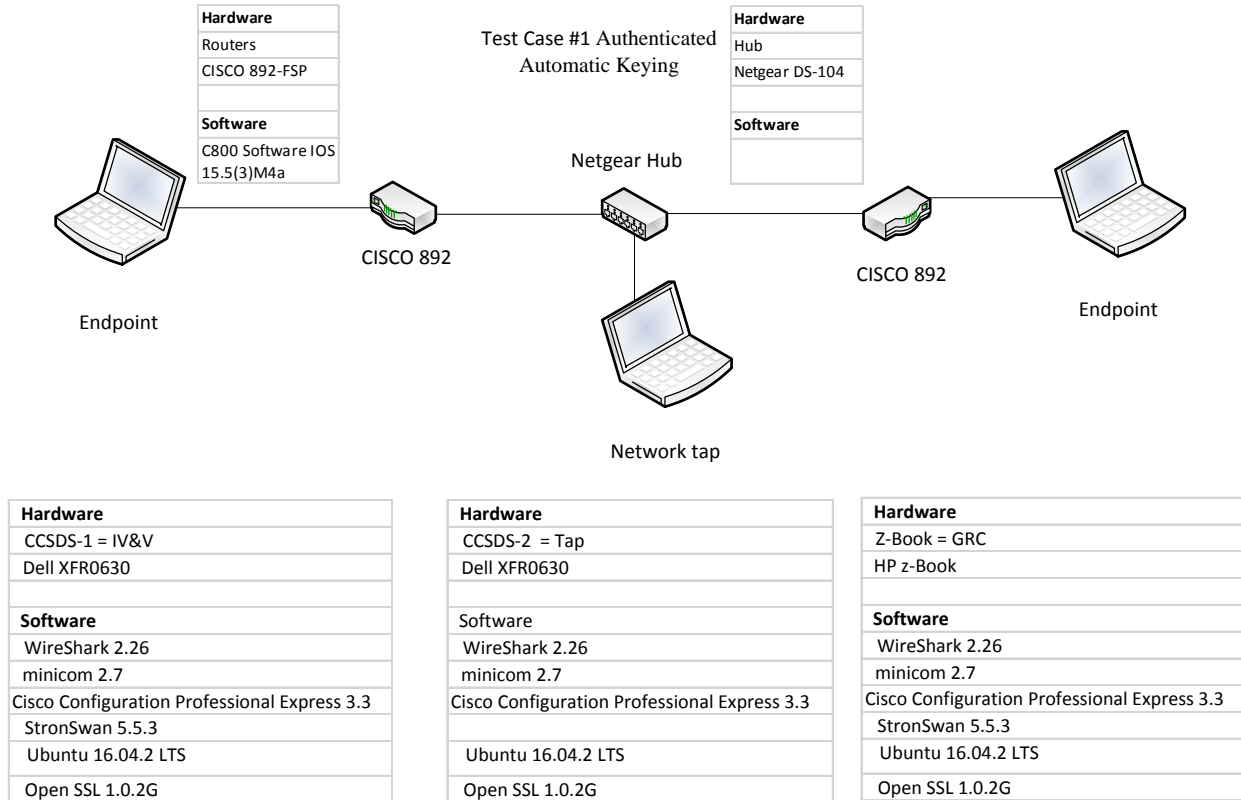 Hardware
Routers
CISCO 892-FSP
Software
C800 Software IOS
15.5(3)M4a
Test Case #1 Authenticated
Automatic Keying
Hardware
Hub
Netgear DS-104
Software
Netgear Hub
CISCO 892
CISCO 892
Endpoint
Endpoint
Network tap
Hardware
CCSDS-1 = IV&V
Dell XFR0630
Software
WireShark 2.26
minicom 2.7
Cisco Configuration Professional Express 3.3
StronSwan 5.5.3
Ubuntu 16.04.2 LTS
Open SSL 1.0.2G
Hardware
CCSDS-2 = Tap
Dell XFR0630
Software
WireShark 2.26
minicom 2.7
Cisco Configuration Professional Express 3.3
Ubuntu 16.04.2 LTS
Open SSL 1.0.2G
Hardware
Z-Book = GRC
HP z-Book
Software
WireShark 2.26
minicom 2.7
Cisco Configuration Professional Express 3.3
StronSwan 5.5.3
Ubuntu 16.04.2 LTS
Open SSL 1.0.2G